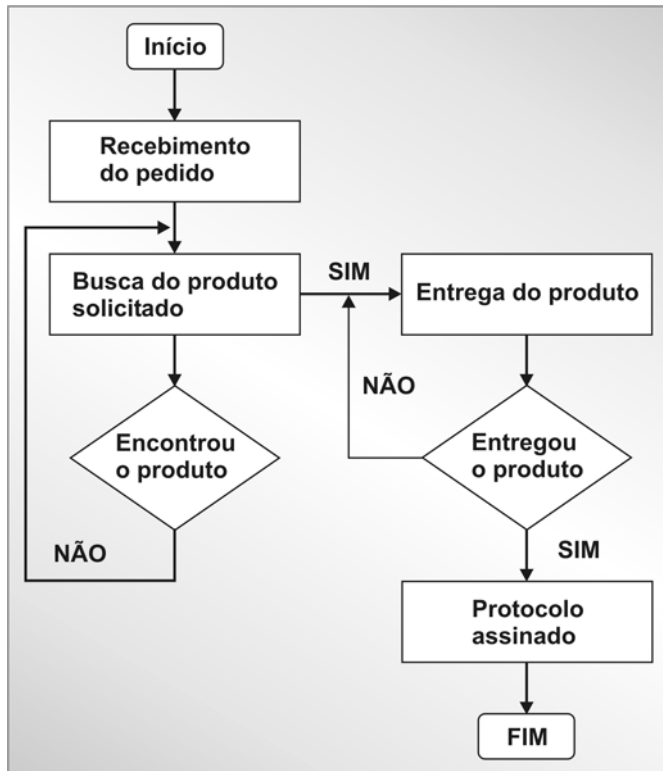 Início
Recebimento
do pedido
Busca do produto
solicitado
SIM
Entrega do produto
NÃO
Encontrou
o produto
Entregou
o produto
NÃO
SIM
Protocolo
assinado
FIM